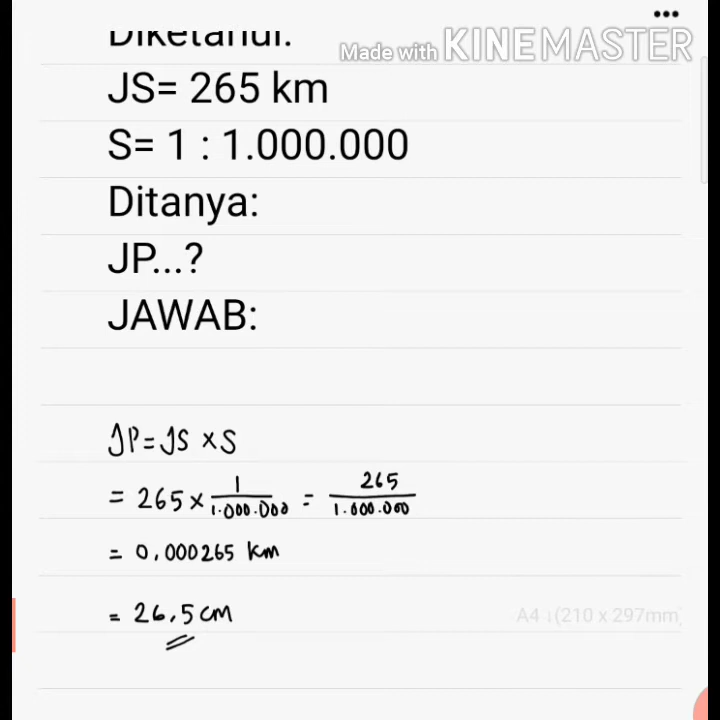 Diketahui:
Made with KINEMASTER
JS= 265 km
S= 1 : 1.000.000
Ditanya:
JP...?
JAWAB:
JP = JS x S
= 265 x 1/1.000.000 = 265/1.000.000
= 0,000265 km
= 26,5 cm
A4 ↓(210 x 297mm)